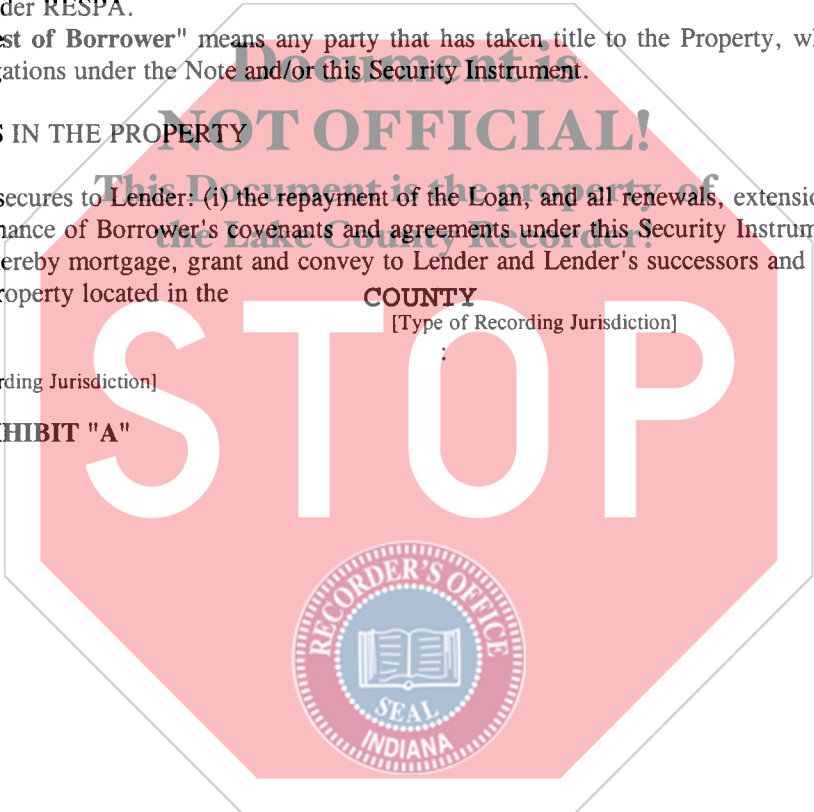 der RESPA.
est of Borrower" means any party that has taken title to the Property, w
gations under the Note and/or this Security Instrument.
Document is
NOT OFFICIAL!
S IN THE PROPERTY
This Document is the property of
the Lake County Recorder!
secures to Lender: (i) the repayment of the Loan, and all renewals, extensio
nance of Borrower's covenants and agreements under this Security Instrum
ereby mortgage, grant and convey to Lender and Lender's successors and
roperty located in the COUNTY
[Type of Recording Jurisdiction]
:
rding Jurisdiction]
HIBIT "A"
STOP
RECORDER'S OFFICE
SEAL
INDIANA